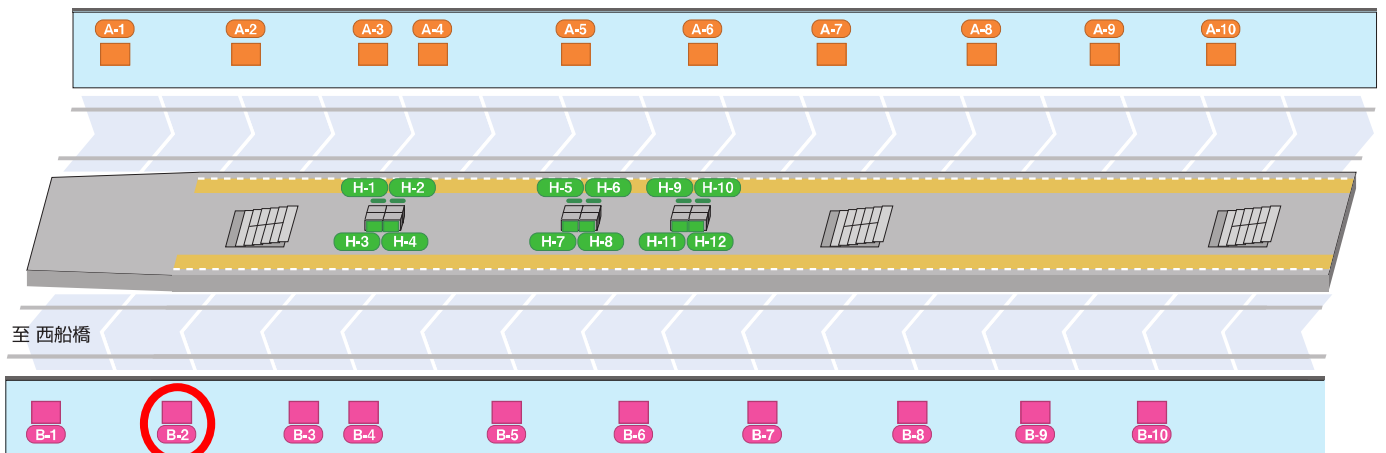 A-1 A-2 A-3 A-4 A-5 A-6 A-7 A-8 A-9 A-10
H-1 H-2 H-5 H-6 H-9 H-10
H-3 H-4 H-7 H-8 H-11 H-12
至 西船橋
B-1 B-2 B-3 B-4 B-5 B-6 B-7 B-8 B-9 B-10